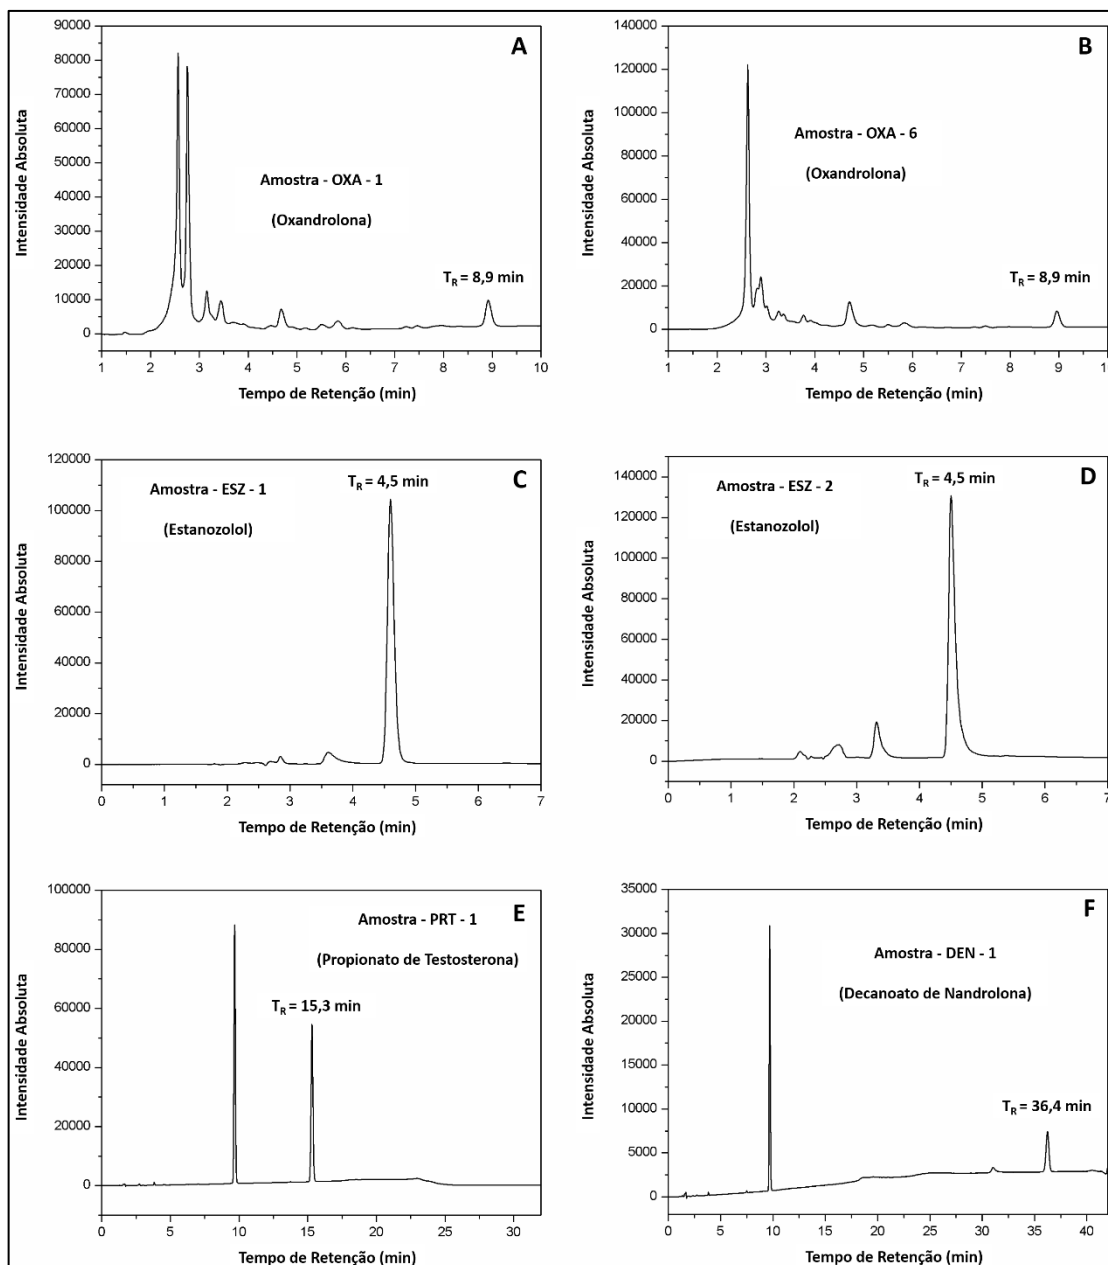 A
Intensidade Absoluta
90000
80000
70000
60000
50000
40000
30000
20000
10000
0
Amostra - OXA - 1
(Oxandrolona)
TR = 8,9 min
1 2 3 4 5 6 7 8 9 10
Tempo de Retenção (min)
B
Intensidade Absoluta
140000
120000
100000
80000
60000
40000
20000
0
Amostra - OXA - 6
(Oxandrolona)
TR = 8,9 min
1 2 3 4 5 6 7 8 9 10
Tempo de Retenção (min)
C
Intensidade Absoluta
120000
100000
80000
60000
40000
20000
0
TR = 4,5 min
Amostra - ESZ - 1
(Estanozolol)
0 1 2 3 4 5 6 7
Tempo de Retenção (min)
D
Intensidade Absoluta
140000
120000
100000
80000
60000
40000
20000
0
TR = 4,5 min
Amostra - ESZ - 2
(Estanozolol)
0 1 2 3 4 5 6 7
Tempo de Retenção (min)
E
Intensidade Absoluta
100000
80000
60000
40000
20000
0
Amostra - PRT - 1
(Propionato de Testosterona)
TR = 15,3 min
0 5 10 15 20 25 30
Tempo de Retenção (min)
F
Intensidade Absoluta
35000
30000
25000
20000
15000
10000
5000
0
Amostra - DEN - 1
(Decanoato de Nandrolona)
TR = 36,4 min
0 5 10 15 20 25 30 35 40
Tempo de Retenção (min)